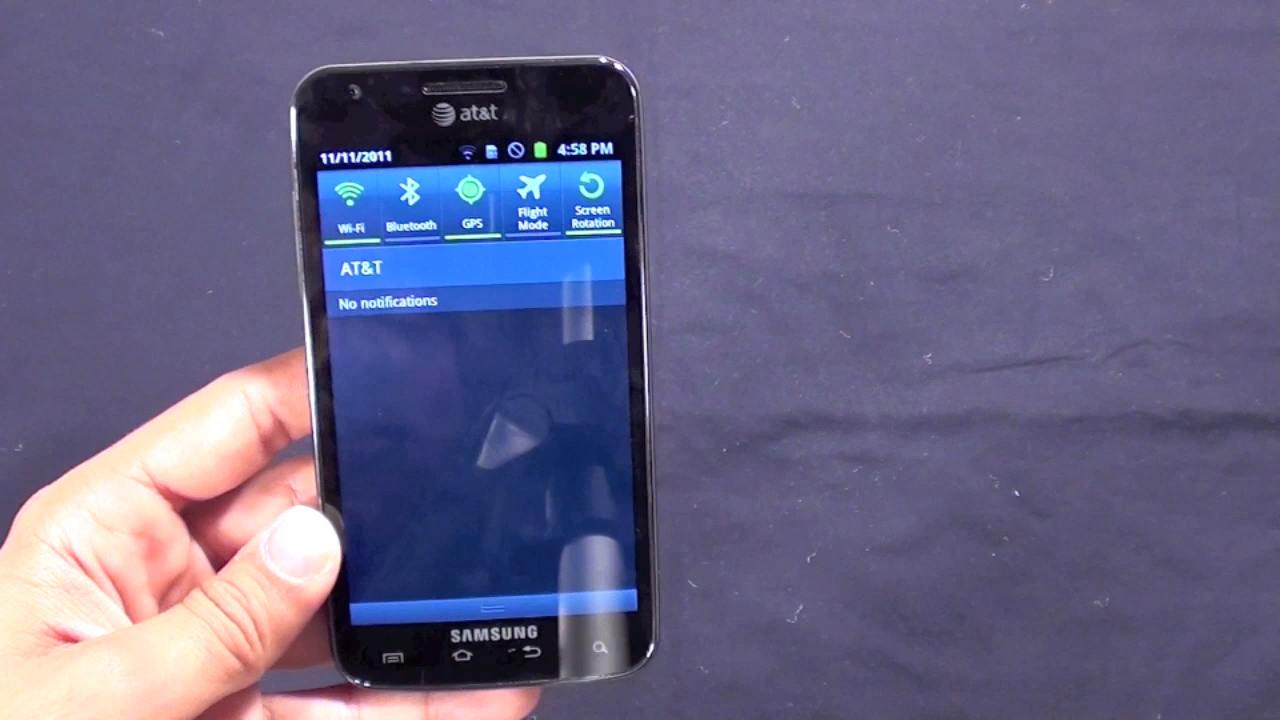 at&t
11/11/2011 4:58 PM
Wi-Fi Bluetooth GPS Flight Mode Screen Rotation
AT&T
No notifications
SAMSUNG